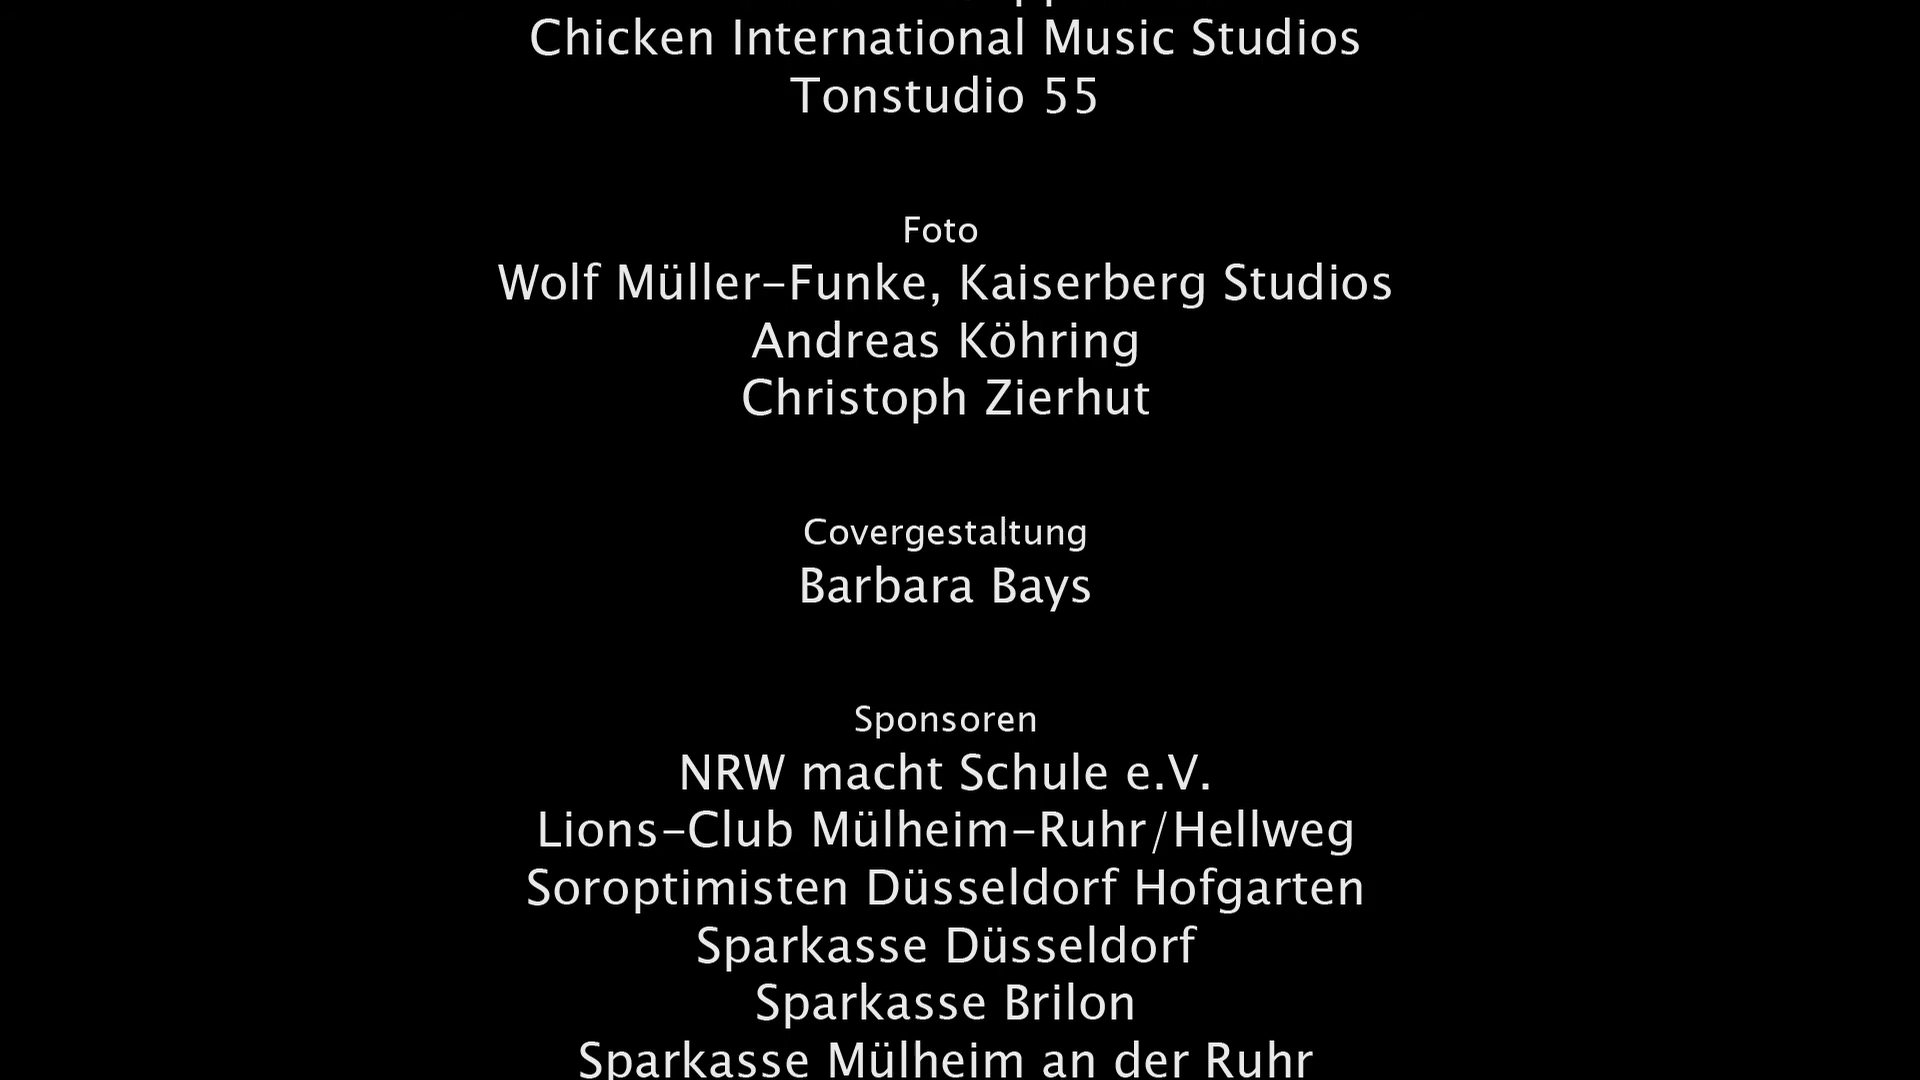 Chicken International Music Studios
Tonstudio 55
Foto
Wolf Müller-Funke, Kaiserberg Studios
Andreas Köhring
Christoph Zierhut
Covergestaltung
Barbara Bays
Sponsoren
NRW macht Schule e.V.
Lions-Club Mülheim-Ruhr/Hellweg
Soroptimisten Düsseldorf Hofgarten
Sparkasse Düsseldorf
Sparkasse Brilon
Sparkasse Mülheim an der Ruhr